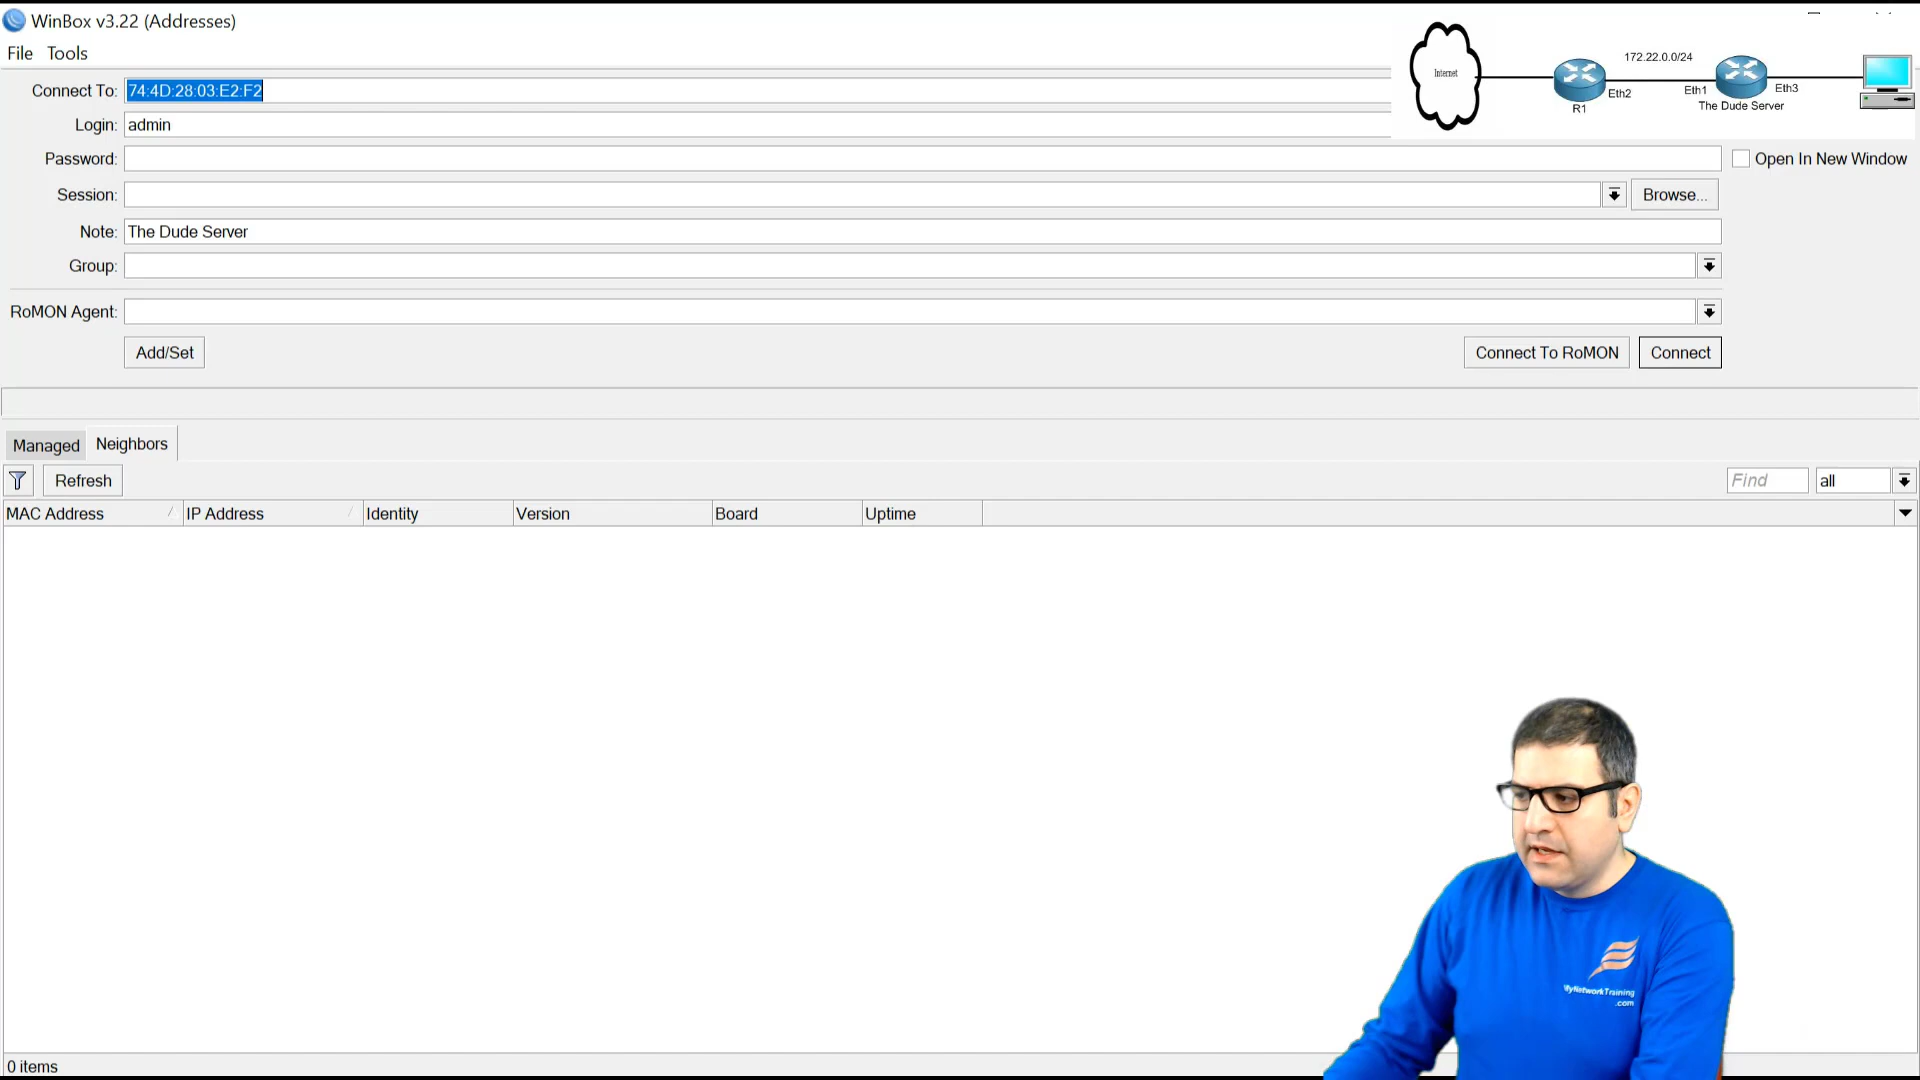 WinBox v3.22 (Addresses)
File Tools
Connect To: 74:4D:28:03:E2:F2
Login: admin
Password:
Open In New Window
Session:
Browse...
Note: The Dude Server
Group:
RoMON Agent:
Add/Set
Connect To RoMON
Connect
Internet
R1
Eth2
172.22.0.0/24
Eth1
The Dude Server
Eth3
Managed Neighbors
Refresh
Find
all
MAC Address IP Address Identity Version Board Uptime
MyNetworkTraining
.com
0 items